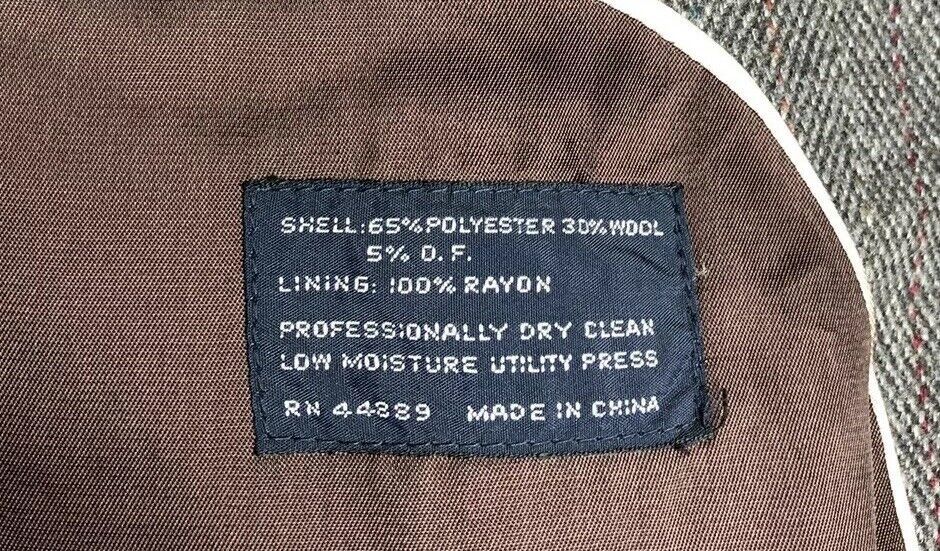 SHELL: 65% POLYESTER 30% WOOL
5% O.F.
LINING: 100% RAYON
PROFESSIONALLY DRY CLEAN
LOW MOISTURE UTILITY PRESS
RN 44889 MADE IN CHINA